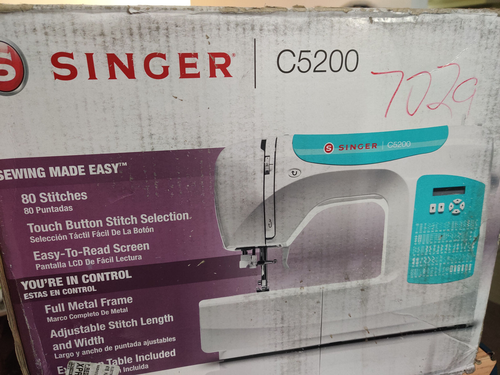 S SINGER® C5200
7029
S SINGER C5200
SEWING MADE EASY™
80 Stitches
80 Puntadas
Touch Button Stitch Selection
Selección Táctil Fácil De La Botón
Easy-To-Read Screen
Pantalla LCD De Fácil Lectura
YOU'RE IN CONTROL
ESTAS EN CONTROL
Full Metal Frame
Marco Completo De Metal
Adjustable Stitch Length
and Width
Largo y ancho de puntada ajustables
Table Included
Incluida